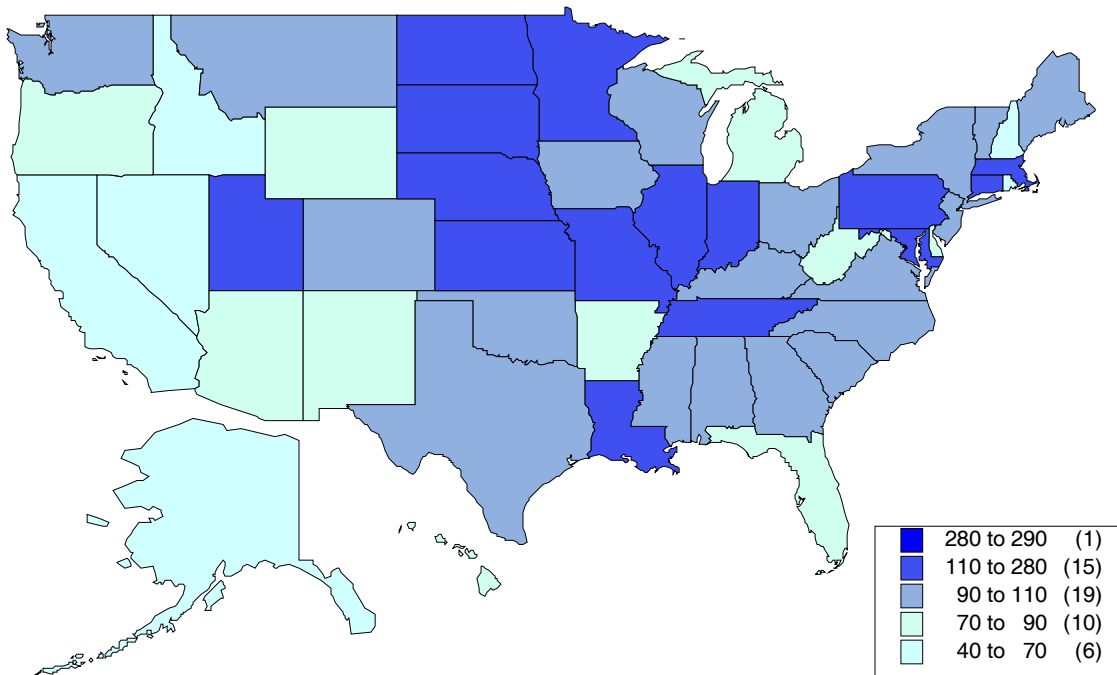 280 to 290 (1)
110 to 280 (15)
90 to 110 (19)
70 to 90 (10)
40 to 70 (6)